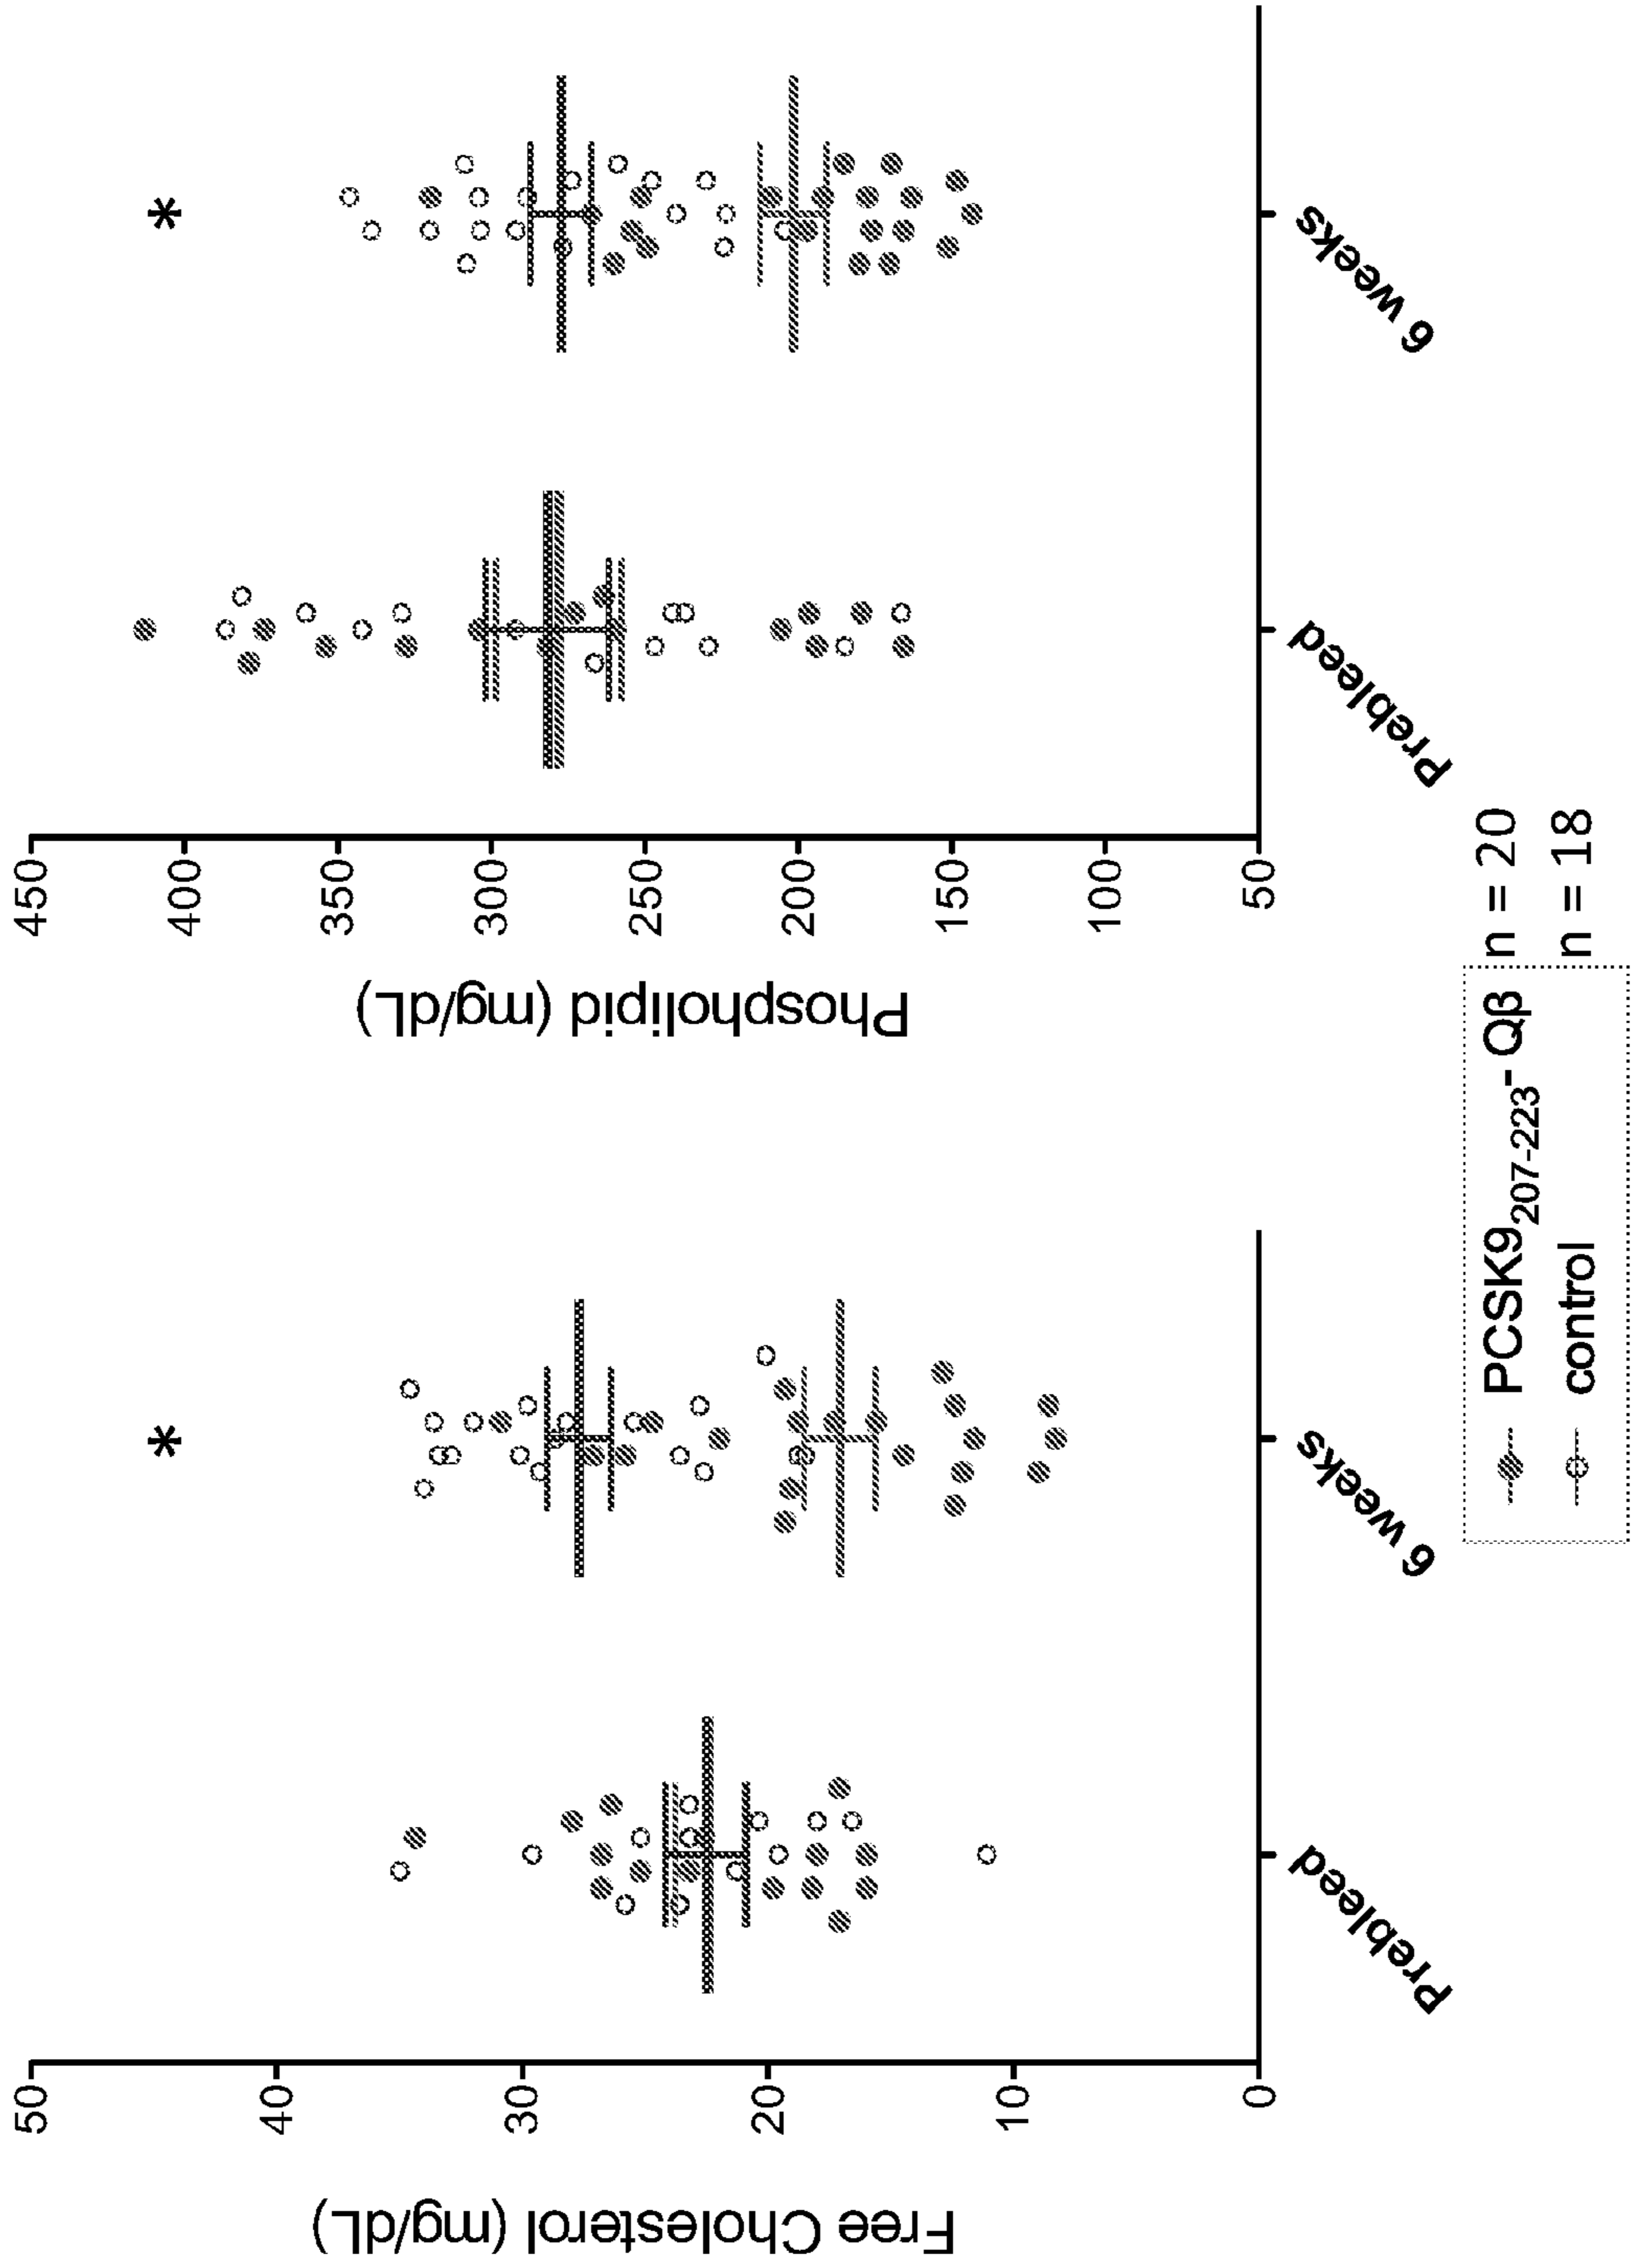 Free Cholesterol (mg/dL)
50
40
30
20
10
0
*
Prebleed
6 weeks
Phospholipid (mg/dL)
450
400
350
300
250
200
150
100
50
*
Prebleed
6 weeks
PCSK9207-223- Qβ n = 20
control n = 18